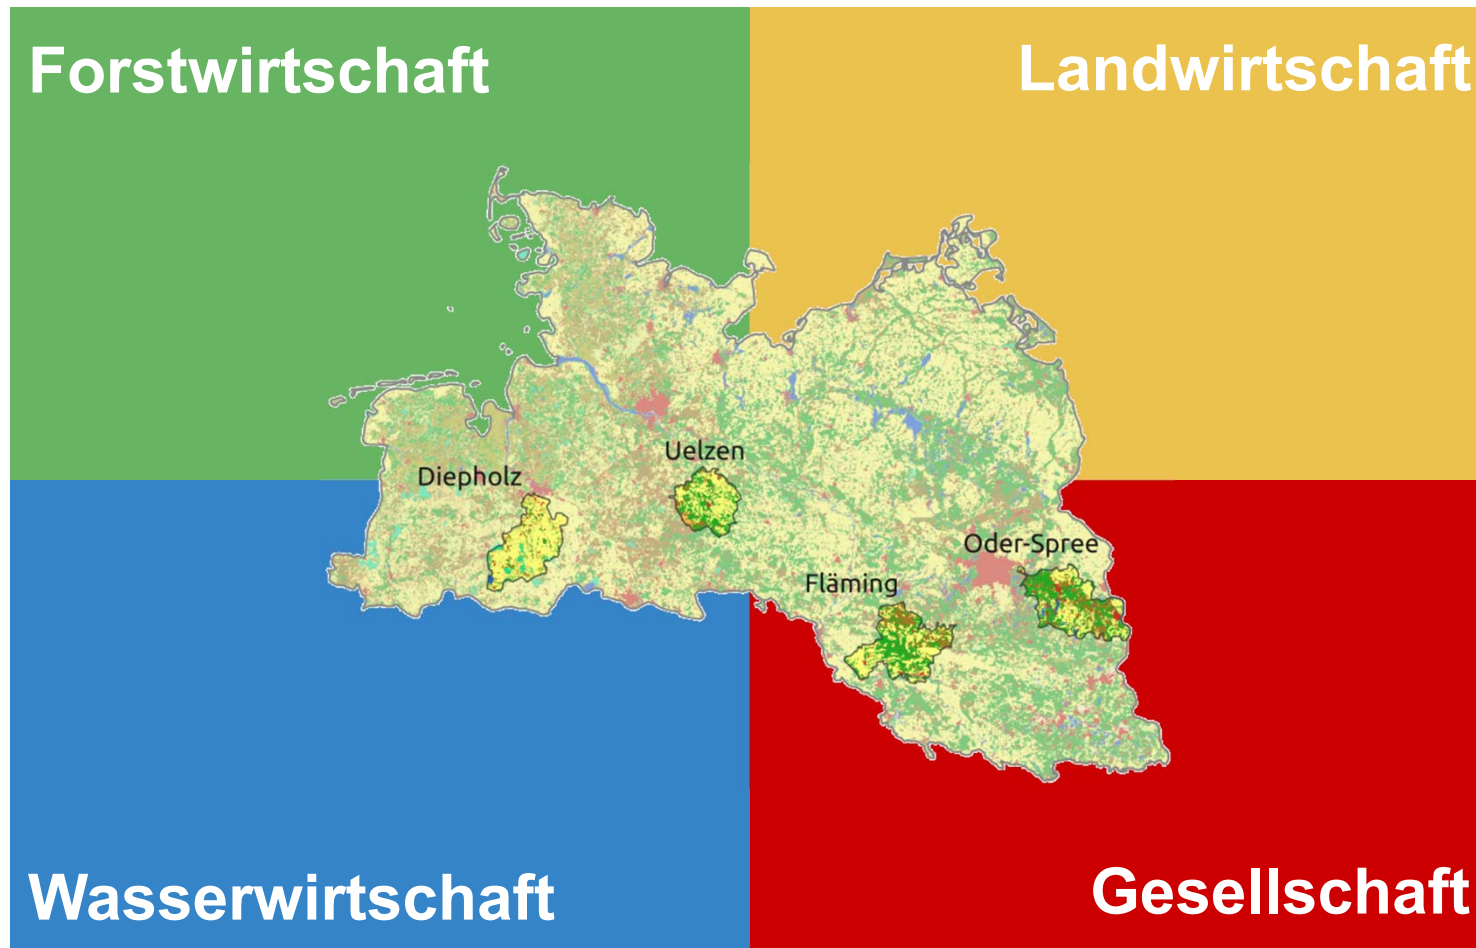 Forstwirtschaft
Landwirtschaft
Uelzen
Diepholz
Oder-Spree
Fläming
Wasserwirtschaft
Gesellschaft